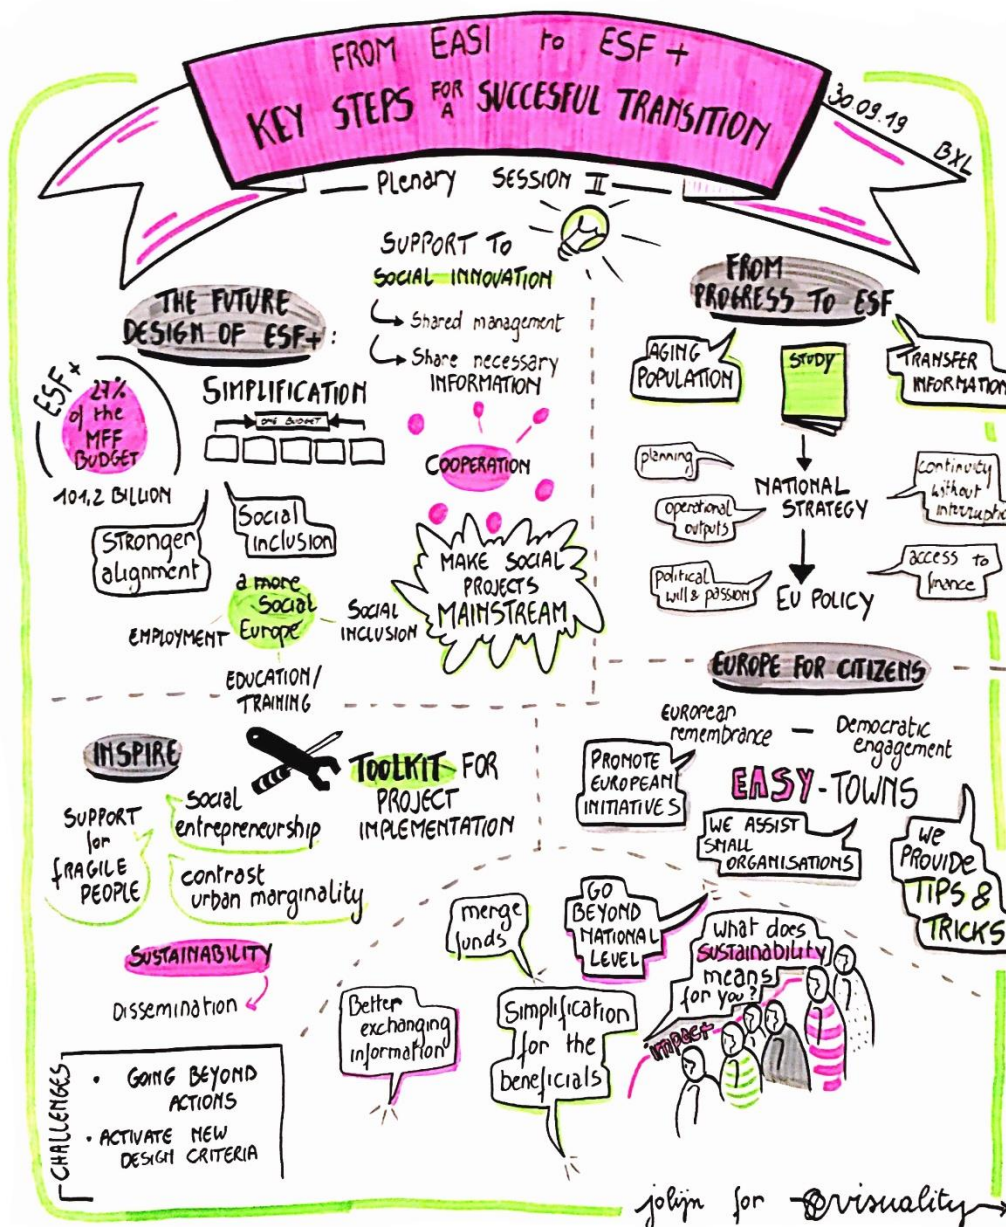 FROM EASI to ESF +
KEY STEPS FOR A SUCCESFUL TRANSITION
30.09.19
BXL
Plenary SESSION II
SUPPORT TO
SOCIAL INNOVATION
Shared management
Share necessary
INFORMATION
COOPERATION
MAKE SOCIAL
PROJECTS
MAINSTREAM
THE FUTURE
DESIGN OF ESF+:
ESF+
27%
of the
MFF
BUDGET
101,2 BILLION
SIMPLIFICATION
ONE BUDGET
Stronger
alignment
Social
inclusion
a more
Social
Europe
EMPLOYMENT
SOCIAL
INCLUSION
EDUCATION/
TRAINING
FROM
PROGRESS TO ESF
AGING
POPULATION
STUDY
TRANSFER
INFORMATION
planning
NATIONAL
STRATEGY
operational
outputs
continuity
without
interruptio
political
will & passion
EU POLICY
access to
finance
EUROPE FOR CITIZENS
EUROPEAN
remembrance
Democratic
engagement
PROMOTE
EUROPEAN
INITIATIVES
EASY-TOWNS
WE ASSIST
SMALL
ORGANISATIONS
WE
PROVIDE
TIPS &
TRICKS
INSPIRE
SUPPORT
for
FRAGILE
PEOPLE
Social
entrepreneurship
contrast
urban marginality
TOOLKIT FOR
PROJECT
IMPLEMENTATION
SUSTAINABILITY
DISSEMINATION
CHALLENGES
• GOING BEYOND
ACTIONS
• ACTIVATE NEW
DESIGN CRITERIA
Better
exchanging
information
merge
funds
GO
BEYOND
NATIONAL
LEVEL
Simplification
for the
beneficials
What does
SUSTAINABILITY
means
for you?
impact
jolijn for visuality